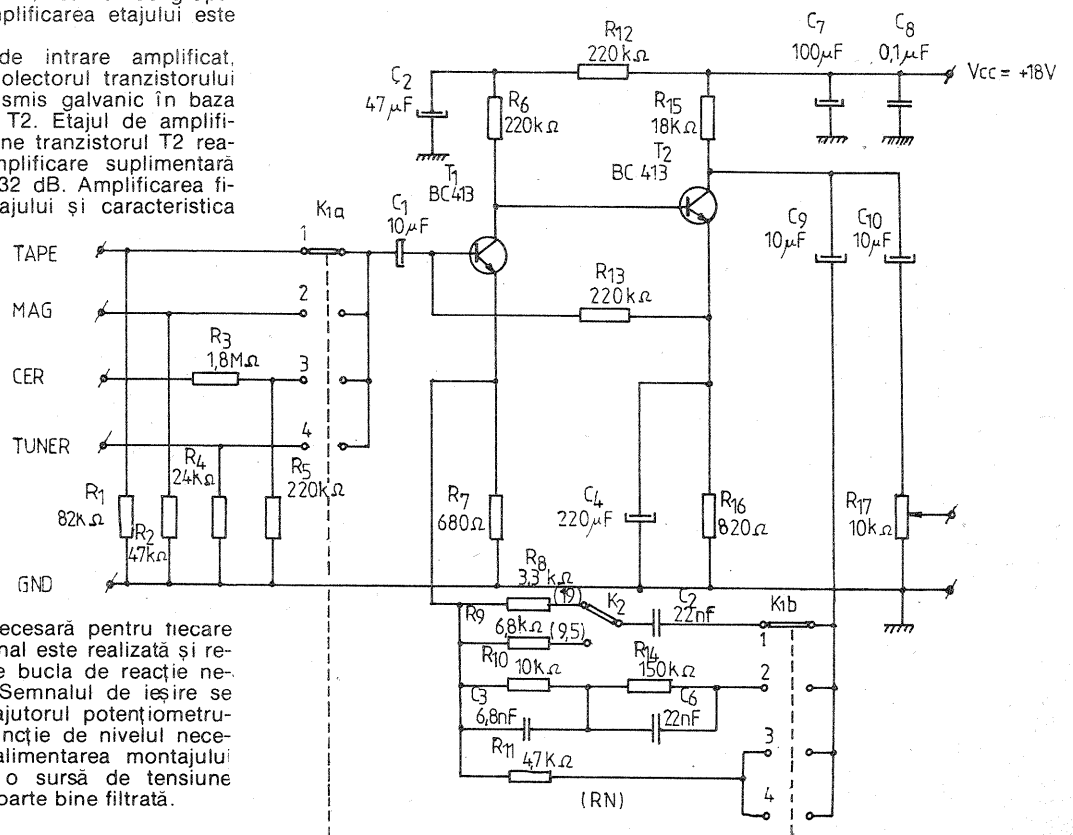 mplificarea etajului este
de intrare amplificat,
olectorul tranzistorului
smis galvanic în baza
T2. Etajul de amplifi-
ne tranzistorul T2 rea-
mplificare suplimentară
32 dB. Amplificarea fi-
ajului și caracteristica
R12
220kΩ
C7
100µF
C8
0,1µF
Vcc = +18V
C2
47µF
R6
220kΩ
R15
18KΩ
T1
BC413
T2
BC 413
K1a
C1
10µF
C9
10µF
C10
10µF
R13
220kΩ
TAPE
1
MAG
2
R3
1,8MΩ
CER
3
TUNER
4
R1
82kΩ
R2
47kΩ
R4
24kΩ
R5
220kΩ
R7
680Ω
C4
220µF
R16
820Ω
R17
10kΩ
GND
R8
3,3kΩ
(19)
K2
C2
22nF
K1b
1
R9
6,8kΩ (9,5)
R10
10kΩ
R14
150KΩ
2
C3
6,8nF
C6
22nF
R11
4,7KΩ
3
4
(RN)
ecesară pentru fiecare
nal este realizată și re-
e bucla de reacție ne-
Semnalul de ieșire se
ajutorul potențiometru-
ncție de nivelul nece-
alimentarea montajului
o sursă de tensiune
oarte bine filtrată.